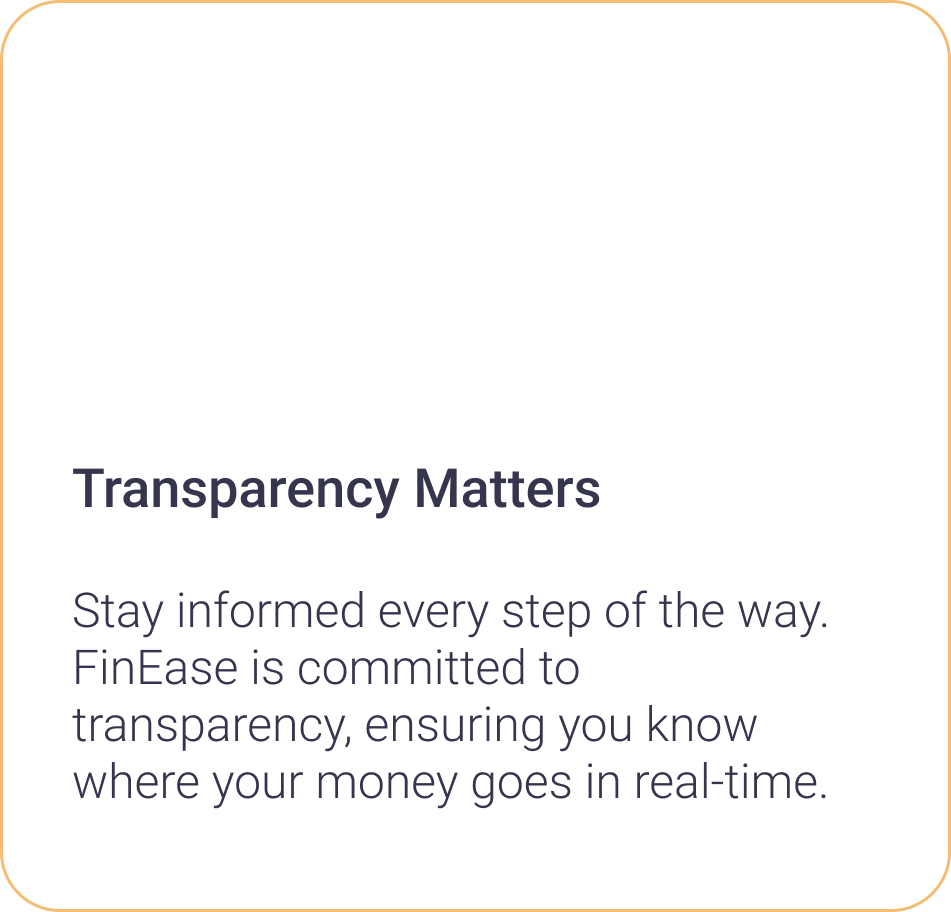 Transparency Matters
Stay informed every step of the way.
FinEase is committed to
transparency, ensuring you know
where your money goes in real-time.